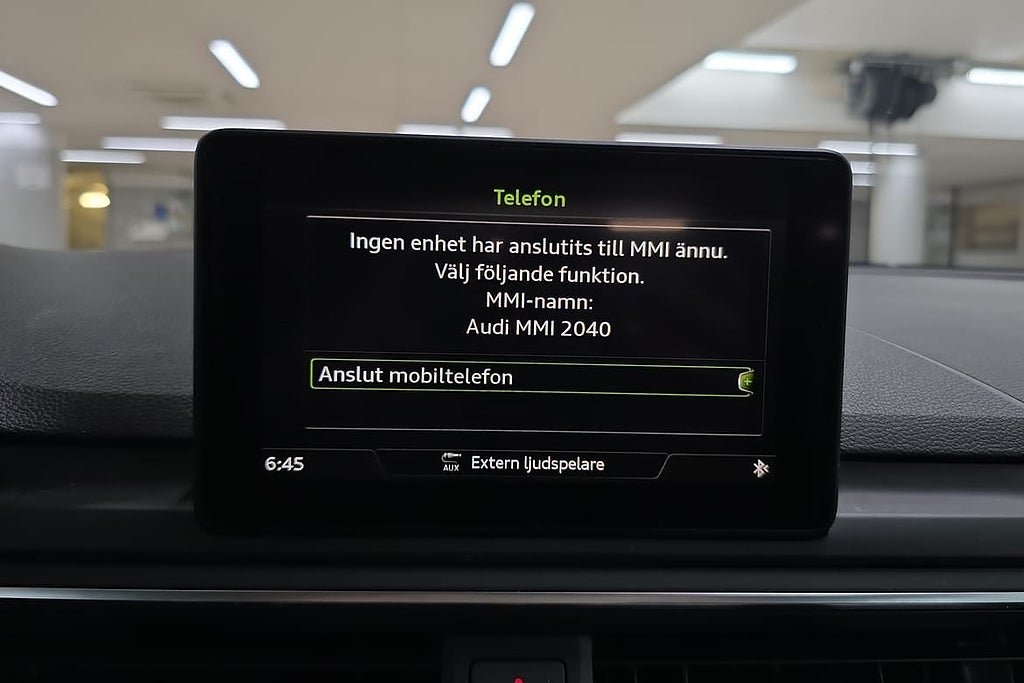 Telefon
Ingen enhet har anslutits till MMI ännu.
Välj följande funktion.
MMI-namn:
Audi MMI 2040
Anslut mobiltelefon
6:45
AUX
Extern ljudspelare